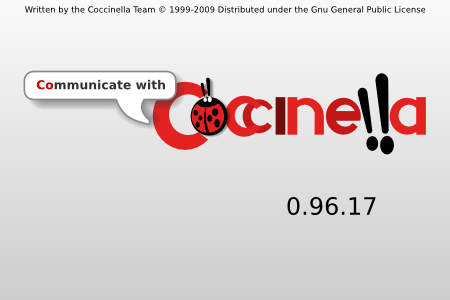 Written by the Coccinella Team © 1999-2009 Distributed under the Gnu General Public License
Communicate with
Coccinella
0.96.17